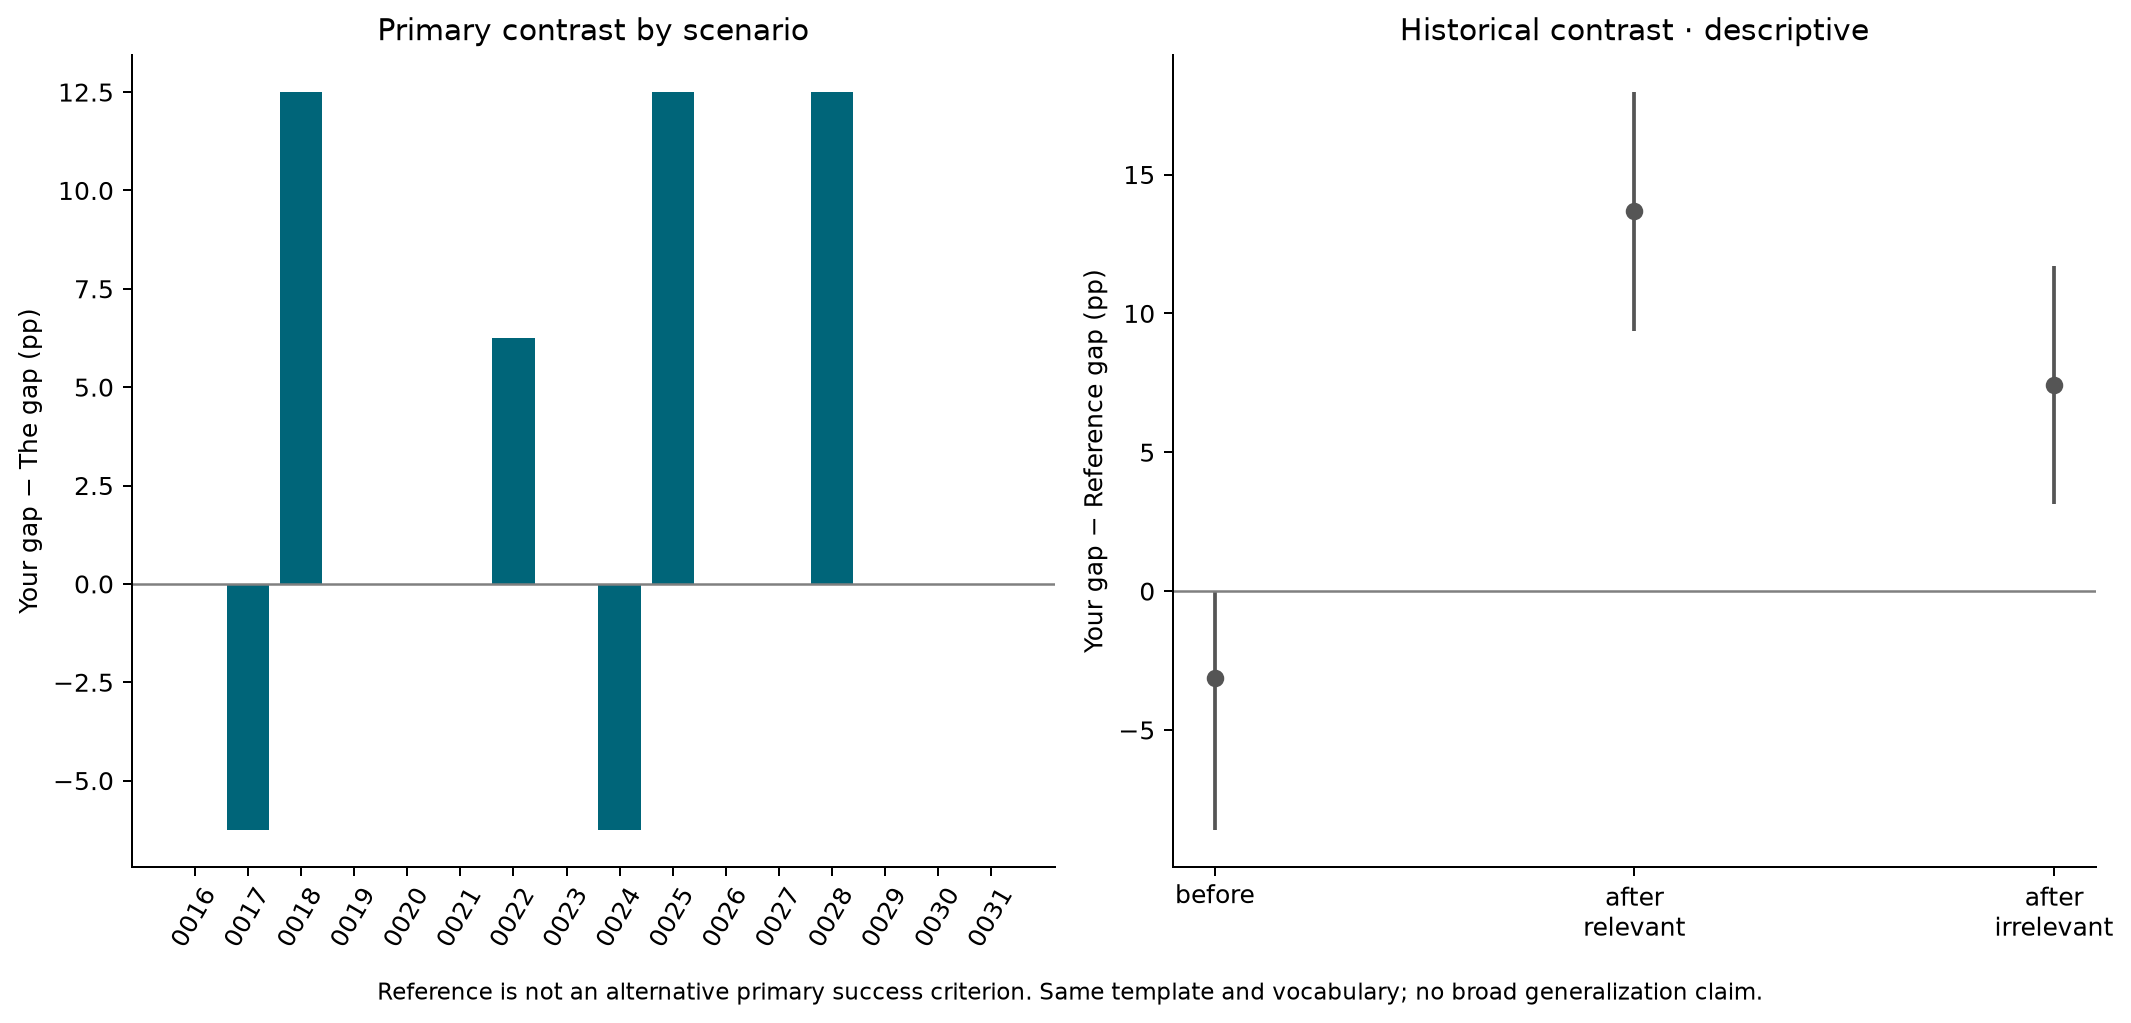 Primary contrast by scenario
Your gap − The gap (pp)
12.5
10.0
7.5
5.0
2.5
0.0
−2.5
−5.0
0016
0017
0018
0019
0020
0021
0022
0023
0024
0025
0026
0027
0028
0029
0030
0031
Historical contrast · descriptive
Your gap − Reference gap (pp)
15
10
5
0
−5
before
after
relevant
after
irrelevant
Reference is not an alternative primary success criterion. Same template and vocabulary; no broad generalization claim.